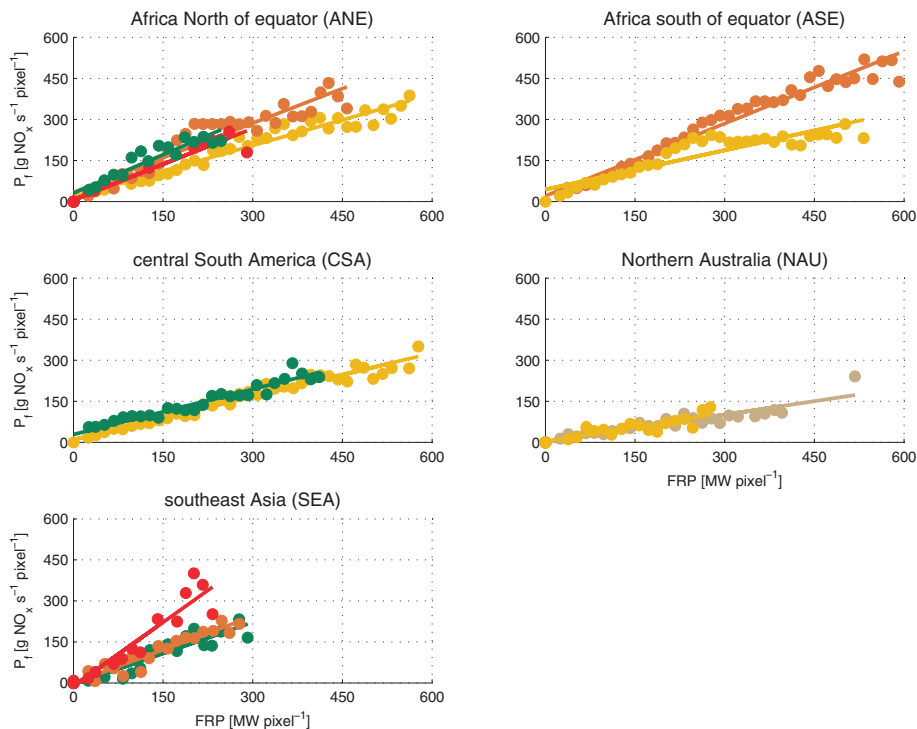 Africa North of equator (ANE)
600
450
300
150
0
0 150 300 450 600
P_f [g NO_x s⁻¹ pixel⁻¹]
Africa south of equator (ASE)
600
450
300
150
0
0 150 300 450 600
central South America (CSA)
600
450
300
150
0
0 150 300 450 600
P_f [g NO_x s⁻¹ pixel⁻¹]
Northern Australia (NAU)
600
450
300
150
0
0 150 300 450 600
FRP [MW pixel⁻¹]
southeast Asia (SEA)
600
450
300
150
0
0 150 300 450 600
P_f [g NO_x s⁻¹ pixel⁻¹]
FRP [MW pixel⁻¹]